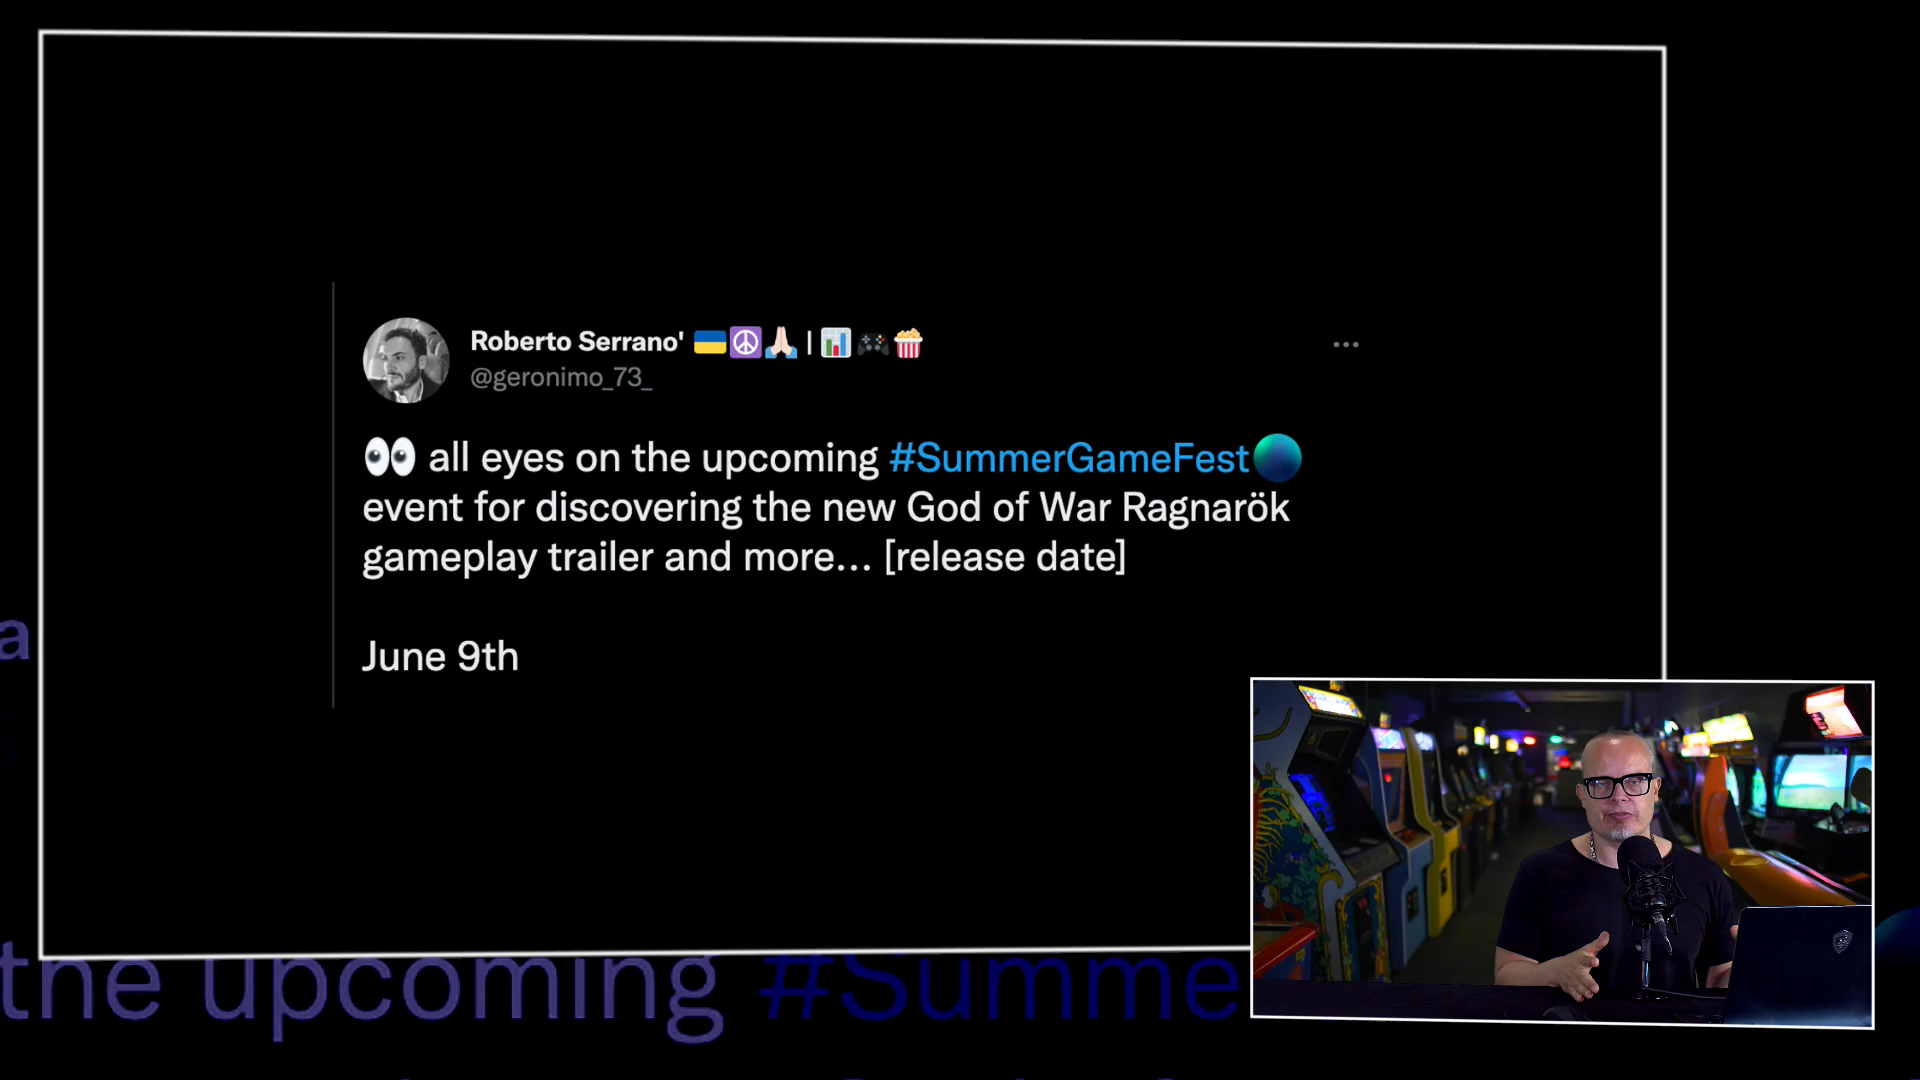 Roberto Serrano' 🇺🇦☮️🙏🏻 | 📊🎮🍿
@geronimo_73_
👀 all eyes on the upcoming #SummerGameFest
event for discovering the new God of War Ragnarök
gameplay trailer and more... [release date]
June 9th
a
the upcoming #Summe